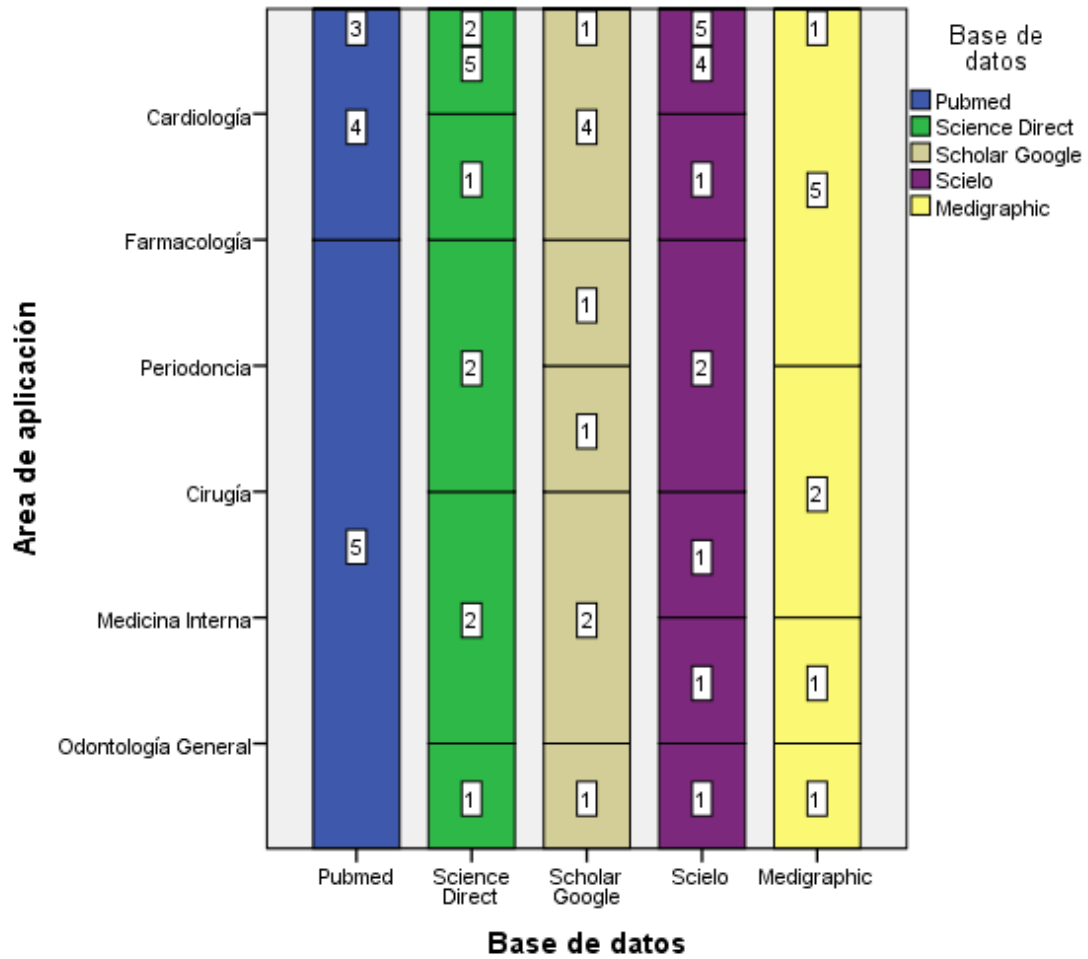 3 2 1 5 1
5 4
Cardiología
4 4
1 1 5
Farmacología
1
Periodoncia
2 2
1
Cirugía
2
5 1
Medicina Interna
2 2
1 1
Odontología General
1 1 1 1
Area de aplicación
Pubmed Science Direct Scholar Google Scielo Medigraphic
Base de datos
Base de
datos
Pubmed
Science Direct
Scholar Google
Scielo
Medigraphic